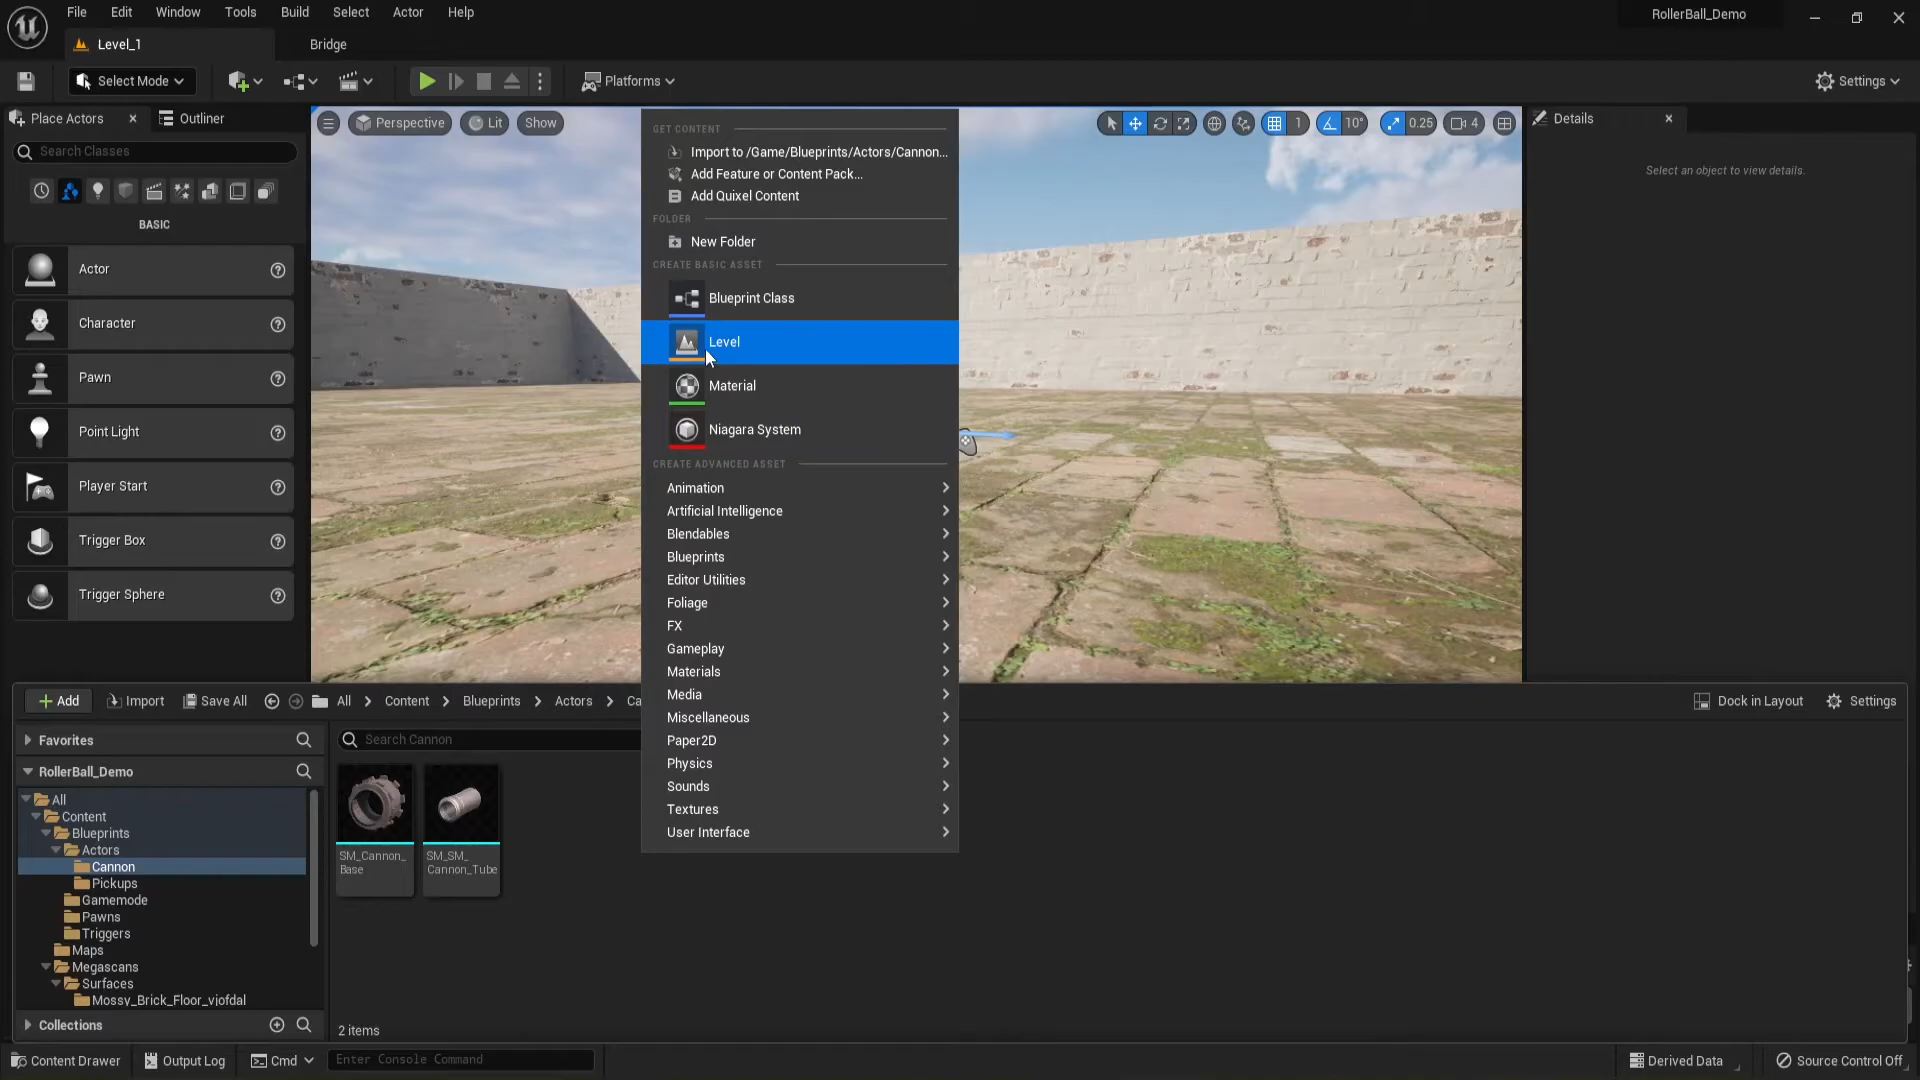 File Edit Window Tools Build Select Actor Help
RollerBall_Demo
Level_1
Bridge
Select Mode
Platforms
Settings
Place Actors
Outliner
Search Classes
BASIC
Actor
Character
Pawn
Point Light
Player Start
Trigger Box
Trigger Sphere
Perspective
Lit
Show
1
10°
0.25
4
Details
Select an object to view details.
GET CONTENT
Import to /Game/Blueprints/Actors/Cannon...
Add Feature or Content Pack...
Add Quixel Content
FOLDER
New Folder
CREATE BASIC ASSET
Blueprint Class
Level
Material
Niagara System
CREATE ADVANCED ASSET
Animation
Artificial Intelligence
Blendables
Blueprints
Editor Utilities
Foliage
FX
Gameplay
Materials
Media
Miscellaneous
Paper2D
Physics
Sounds
Textures
User Interface
Add
Import
Save All
All > Content > Blueprints > Actors > Ca
Dock in Layout
Settings
Favorites
RollerBall_Demo
All
Content
Blueprints
Actors
Cannon
Pickups
Gamemode
Pawns
Triggers
Maps
Megascans
Surfaces
Mossy_Brick_Floor_vjofdal
Collections
Search Cannon
SM_Cannon_
Base
SM_SM_
Cannon_Tube
2 items
Content Drawer
Output Log
Cmd
Enter Console Command
Derived Data
Source Control Off